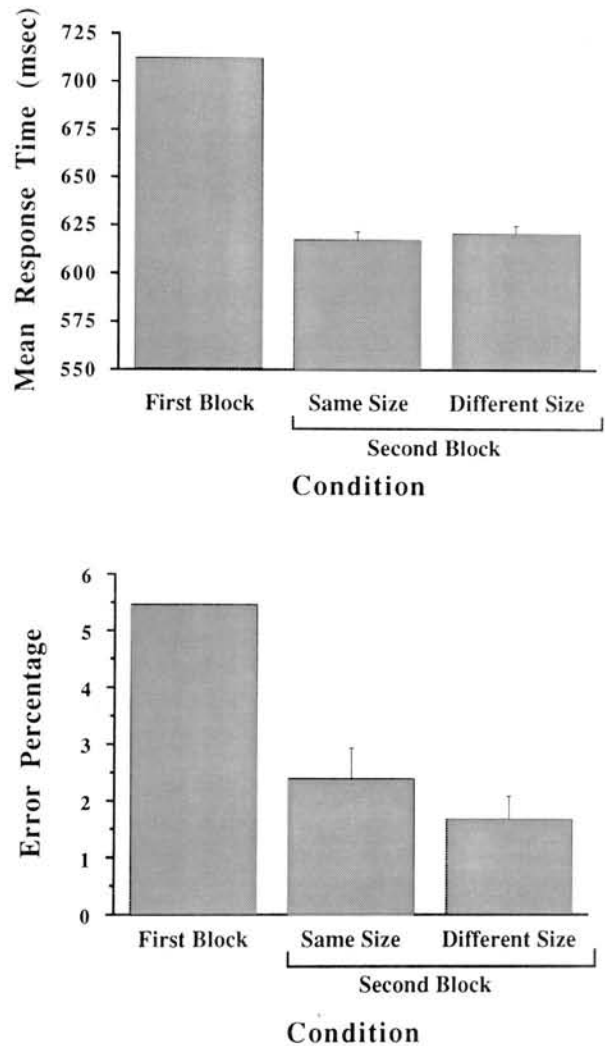 Mean Response Time (msec)
725
700
675
650
625
600
575
550
First Block Same Size Different Size
Second Block
Condition
Error Percentage
6
5
4
3
2
1
0
First Block Same Size Different Size
Second Block
Condition